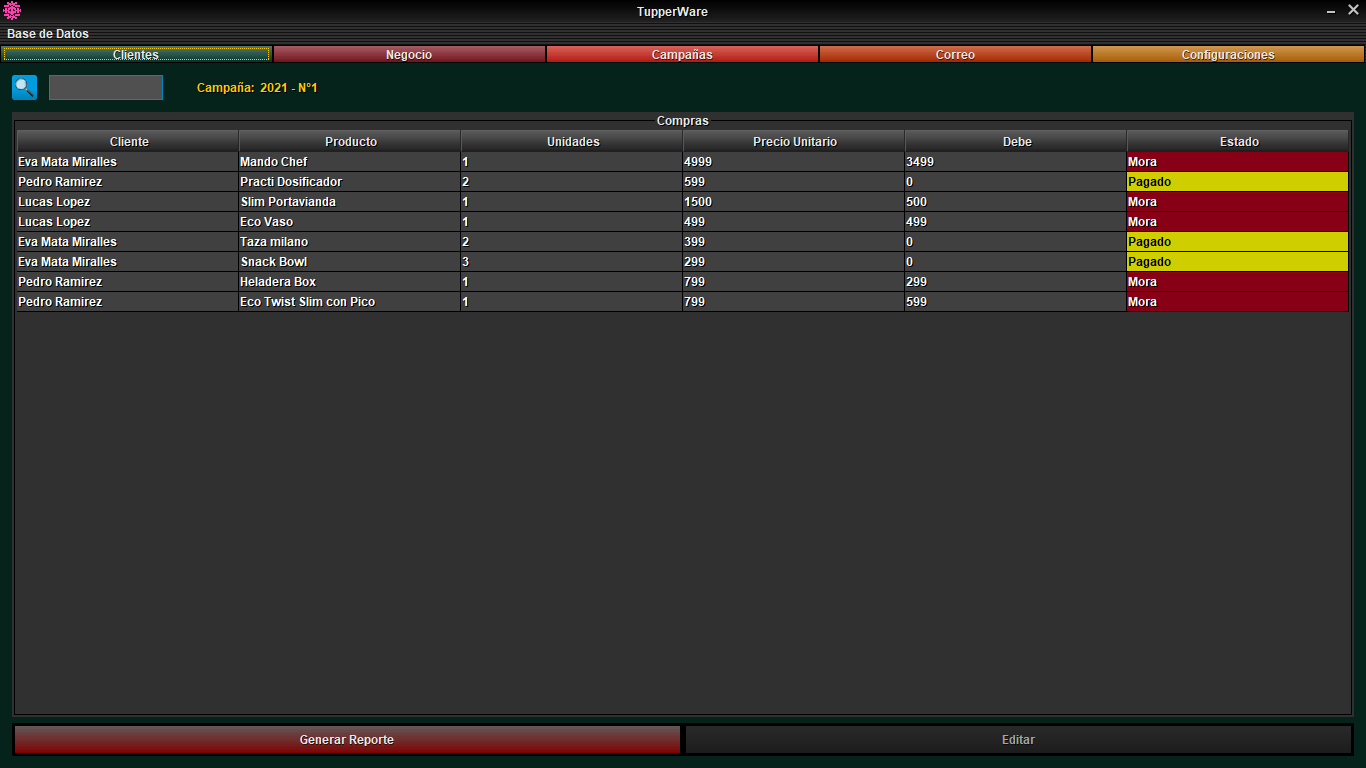 TupperWare
Base de Datos
Clientes Negocio Campañas Correo Configuraciones
Campaña: 2021 - N°1
Compras
Cliente Producto Unidades Precio Unitario Debe Estado
Eva Mata Miralles Mando Chef 1 4999 3499 Mora
Pedro Ramirez Practi Dosificador 2 599 0 Pagado
Lucas Lopez Slim Portavianda 1 1500 500 Mora
Lucas Lopez Eco Vaso 1 499 499 Mora
Eva Mata Miralles Taza milano 2 399 0 Pagado
Eva Mata Miralles Snack Bowl 3 299 0 Pagado
Pedro Ramirez Heladera Box 1 799 299 Mora
Pedro Ramirez Eco Twist Slim con Pico 1 799 599 Mora
Generar Reporte Editar